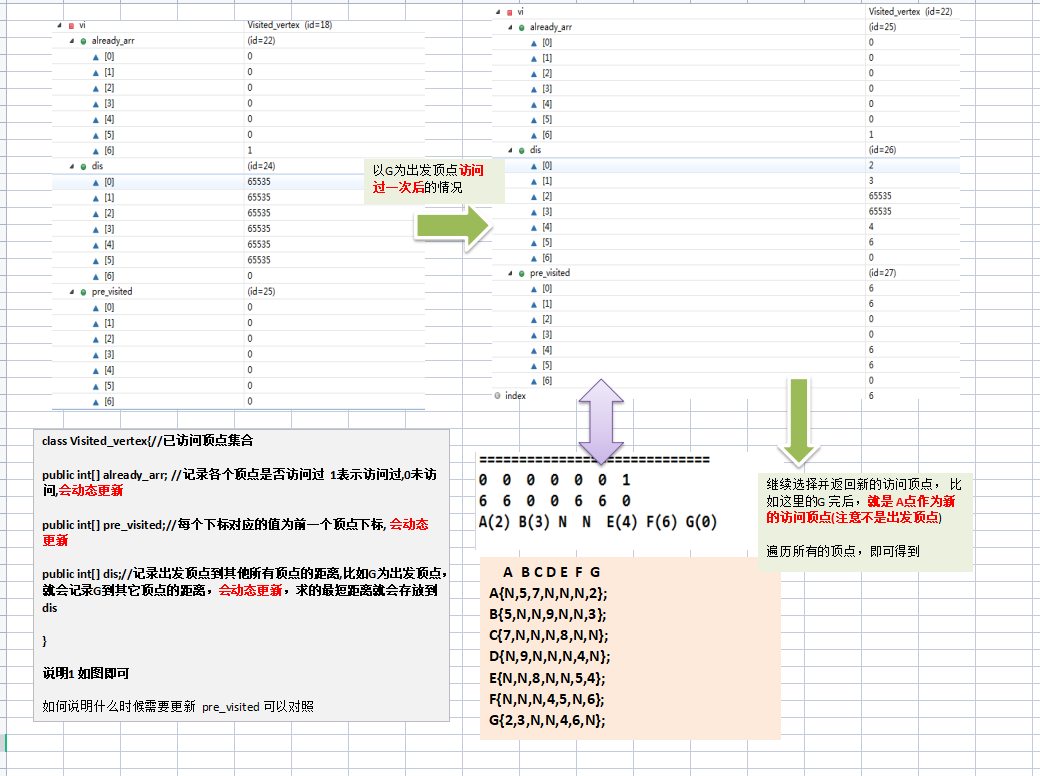 vi Visited_vertex (id=18)
already_arr (id=22)
[0] 0
[1] 0
[2] 0
[3] 0
[4] 0
[5] 0
[6] 1
dis (id=24)
[0] 65535
[1] 65535
[2] 65535
[3] 65535
[4] 65535
[5] 65535
[6] 0
pre_visited (id=25)
[0] 0
[1] 0
[2] 0
[3] 0
[4] 0
[5] 0
[6] 0
以G为出发顶点访问
过一次后的情况
vi Visited_vertex (id=22)
already_arr (id=25)
[0] 0
[1] 0
[2] 0
[3] 0
[4] 0
[5] 0
[6] 1
dis (id=26)
[0] 2
[1] 3
[2] 65535
[3] 65535
[4] 4
[5] 6
[6] 0
pre_visited (id=27)
[0] 6
[1] 6
[2] 0
[3] 0
[4] 6
[5] 6
[6] 0
index 6
class Visited_vertex{//已访问顶点集合
public int[] already_arr; //记录各个顶点是否访问过 1表示访问过,0未访
问,会动态更新
public int[] pre_visited;//每个下标对应的值为前一个顶点下标, 会动态
更新
public int[] dis;//记录出发顶点到其他所有顶点的距离,比如G为出发顶点，
就会记录G到其它顶点的距离，会动态更新，求的最短距离就会存放到
dis
}
说明1 如图即可
如何说明什么时候需要更新 pre_visited 可以对照
==============================
0 0 0 0 0 0 1
6 6 0 0 6 6 0
A(2) B(3) N N E(4) F(6) G(0)
A B C D E F G
A{N,5,7,N,N,N,2};
B{5,N,N,9,N,N,3};
C{7,N,N,N,8,N,N};
D{N,9,N,N,N,4,N};
E{N,N,8,N,N,5,4};
F{N,N,N,4,5,N,6};
G{2,3,N,N,4,6,N};
继续选择并返回新的访问顶点， 比
如这里的G 完后，就是 A点作为新
的访问顶点(注意不是出发顶点)
遍历所有的顶点，即可得到